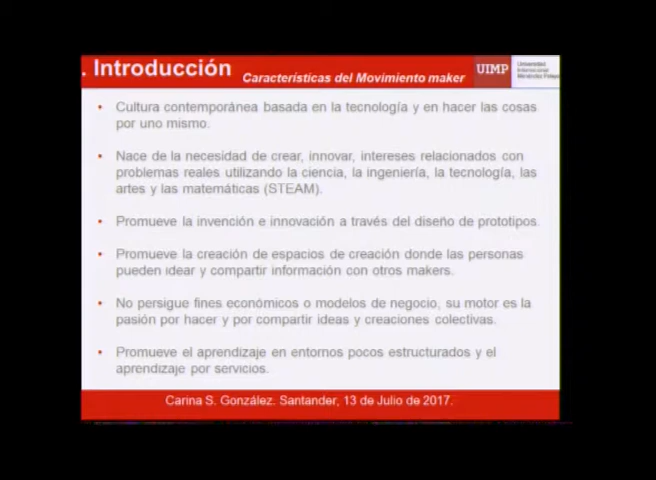 . Introducción
Características del Movimiento maker
UIMP
Universidad
Internacional
Menéndez Pelayo
• Cultura contemporánea basada en la tecnología y en hacer las cosas
por uno mismo.
• Nace de la necesidad de crear, innovar, intereses relacionados con
problemas reales utilizando la ciencia, la ingeniería, la tecnología, las
artes y las matemáticas (STEAM).
• Promueve la invención e innovación a través del diseño de prototipos.
• Promueve la creación de espacios de creación donde las personas
pueden idear y compartir información con otros makers.
• No persigue fines económicos o modelos de negocio, su motor es la
pasión por hacer y por compartir ideas y creaciones colectivas.
• Promueve el aprendizaje en entornos pocos estructurados y el
aprendizaje por servicios.
Carina S. González. Santander, 13 de Julio de 2017.